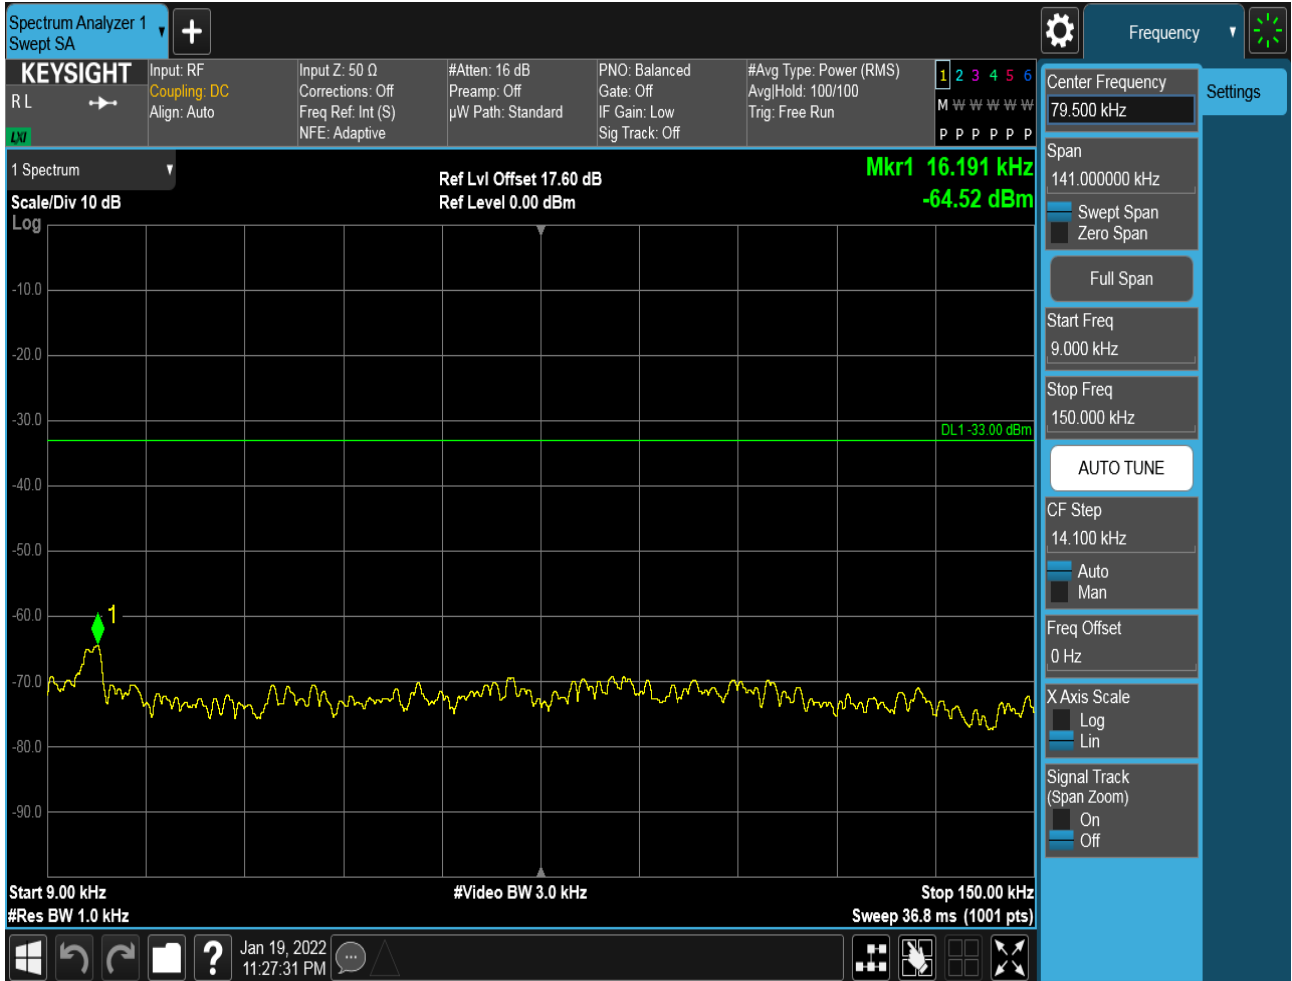 Spectrum Analyzer 1
Swept SA
Frequency
KEYSIGHT
R L
LXI
Input: RF
Coupling: DC
Align: Auto
Input Z: 50 Ω
Corrections: Off
Freq Ref: Int (S)
NFE: Adaptive
#Atten: 16 dB
Preamp: Off
µW Path: Standard
PNO: Balanced
Gate: Off
IF Gain: Low
Sig Track: Off
#Avg Type: Power (RMS)
Avg|Hold: 100/100
Trig: Free Run
1 2 3 4 5 6
M W W W W W
P P P P P P
1 Spectrum
Scale/Div 10 dB
Log
Ref Lvl Offset 17.60 dB
Ref Level 0.00 dBm
Mkr1 16.191 kHz
-64.52 dBm
-10.0
-20.0
-30.0
DL1 -33.00 dBm
-40.0
-50.0
-60.0
1
-70.0
-80.0
-90.0
Start 9.00 kHz
#Video BW 3.0 kHz
Stop 150.00 kHz
#Res BW 1.0 kHz
Sweep 36.8 ms (1001 pts)
Center Frequency
79.500 kHz
Settings
Span
141.000000 kHz
Swept Span
Zero Span
Full Span
Start Freq
9.000 kHz
Stop Freq
150.000 kHz
AUTO TUNE
CF Step
14.100 kHz
Auto
Man
Freq Offset
0 Hz
X Axis Scale
Log
Lin
Signal Track
(Span Zoom)
On
Off
?
Jan 19, 2022
11:27:31 PM